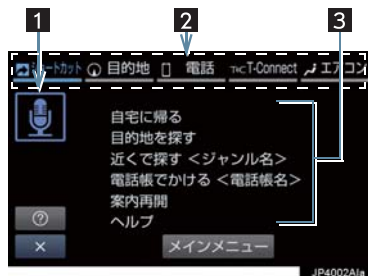 1 2 3
ショートカット 目的地 電話 T-Connect エアコン
自宅に帰る
目的地を探す
近くで探す <ジャンル名>
電話帳でかける <電話帳名>
案内再開
? ヘルプ
× メインメニュー
JP4002AIa